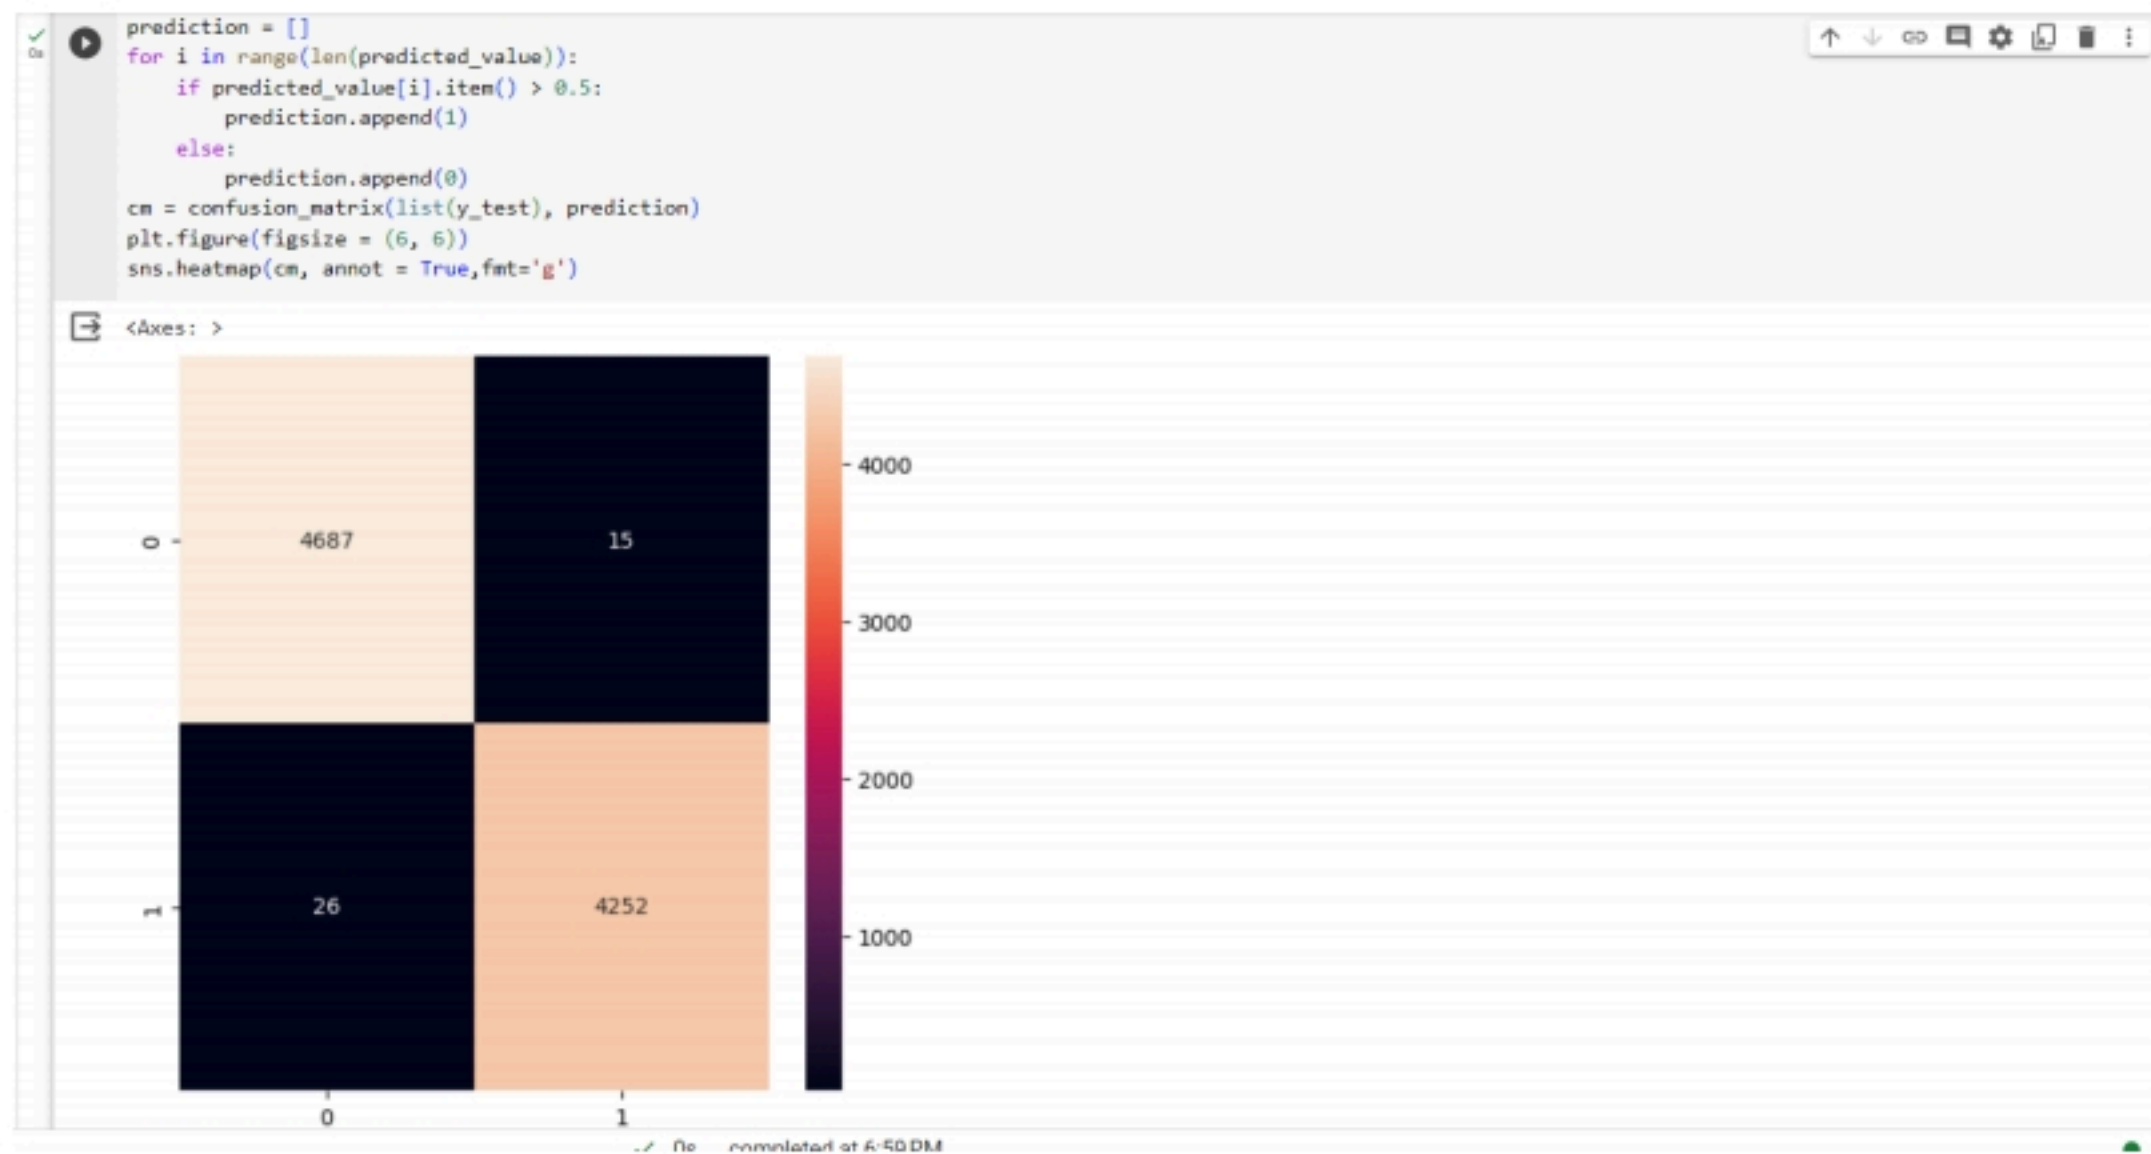 prediction = []
0s
for i in range(len(predicted_value)):
    if predicted_value[i].item() > 0.5:
        prediction.append(1)
    else:
        prediction.append(0)
cm = confusion_matrix(list(y_test), prediction)
plt.figure(figsize = (6, 6))
sns.heatmap(cm, annot = True,fmt='g')
<Axes: >
4000
0 4687 15
3000
2000
1 26 4252
1000
0 1
0s completed at 6:59 PM